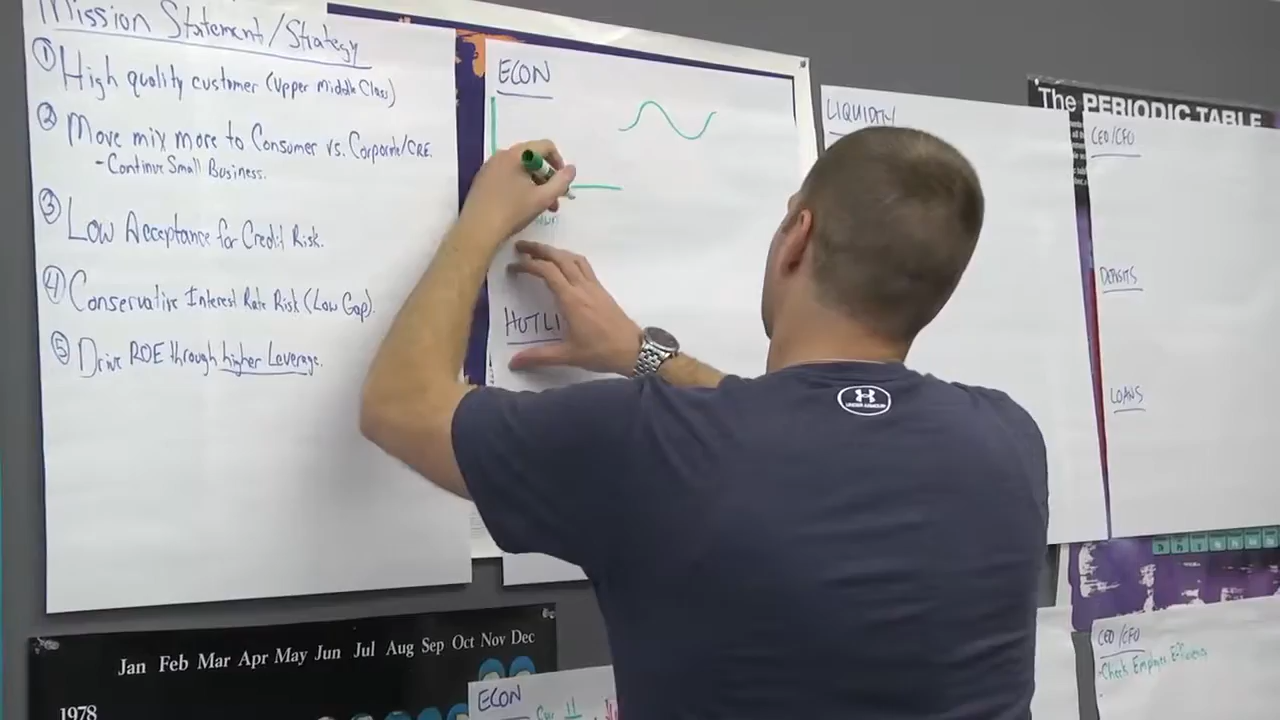 Mission Statement/Strategy
① High quality customer (Upper Middle Class)
② Move mix more to Consumer vs. Corporate/CRE.
- Continue Small Business.
③ Low Acceptance for Credit Risk.
④ Conservative Interest Rate Risk (Low Gap).
⑤ Drive ROE through higher Leverage.
ECON
HOTLI
LIQUIDITY
The PERIODIC TABLE
CEO/CFO
DEPOSITS
LOANS
UNDER ARMOUR
Jan Feb Mar Apr May Jun Jul Aug Sep Oct Nov Dec
1978
ECON
CEO/CFO
- Check Employee Efficiency